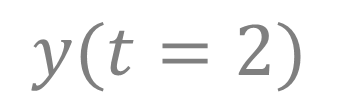 y(t = 2)